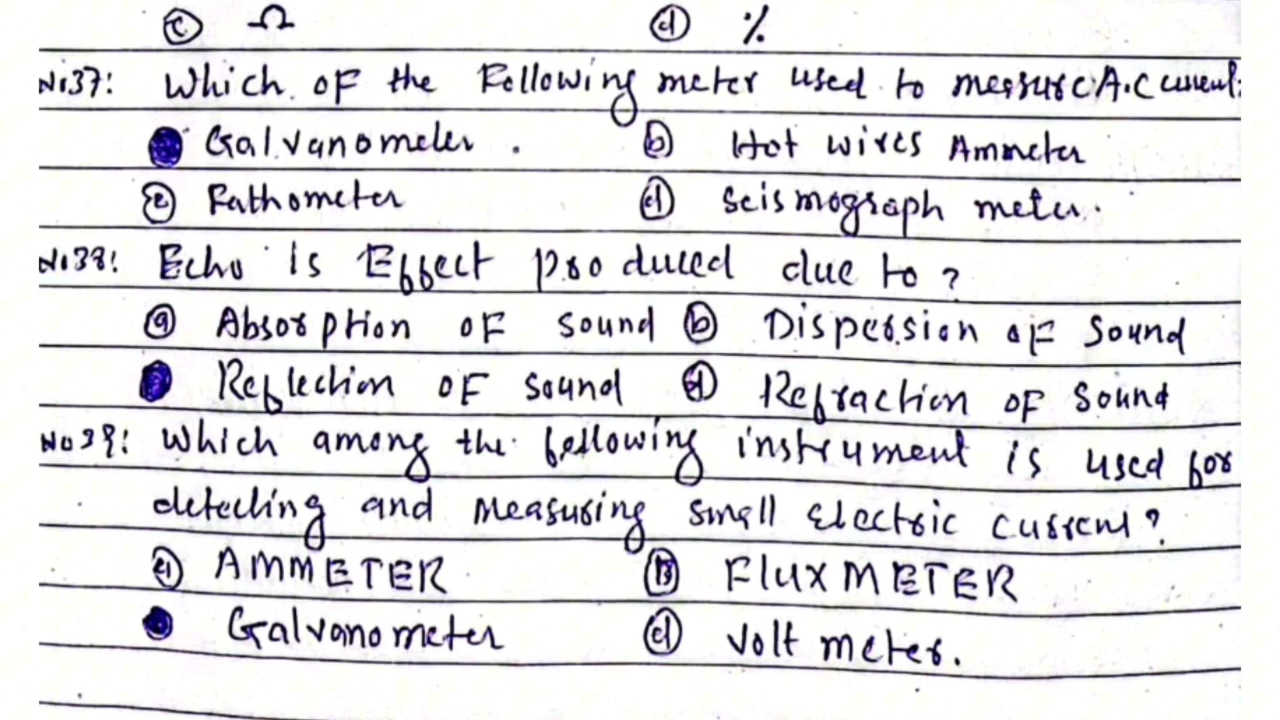 (c) Ω (d) %
No37: Which of the Following meter used to measure A.C current:
Galvanometer . (b) Hot wires Ammeter
(c) Fathometer (d) Seismograph meter.
No38: Echo is Effect produced due to ?
(a) Absorption of sound (b) Dispersion of Sound
Reflection of sound (d) Refraction of Sound
No39: Which among the following instrument is used for
detecting and measuring small electric current?
(a) AMMETER (B) FluxMETER
Galvanometer (d) Volt meter.